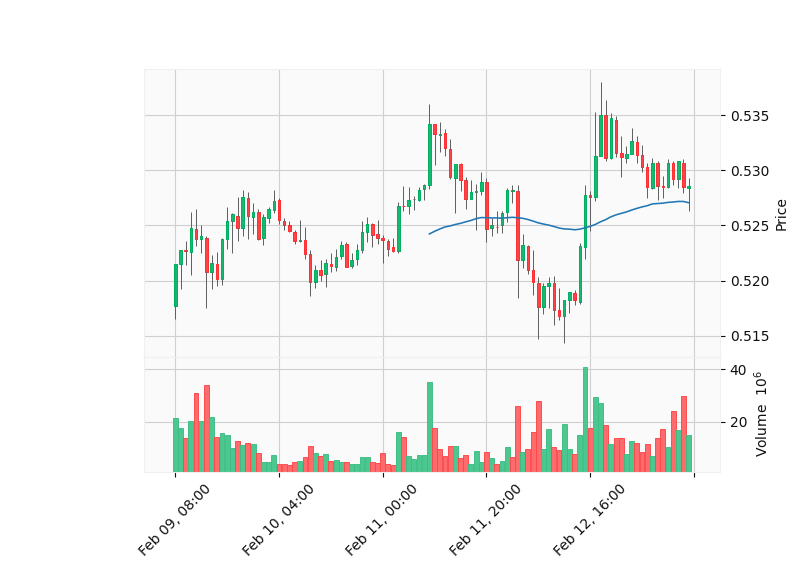 0.535
0.530
0.525
0.520
0.515
Price
40
20
Volume 10^6
Feb 09, 08:00
Feb 10, 04:00
Feb 11, 00:00
Feb 11, 20:00
Feb 12, 16:00